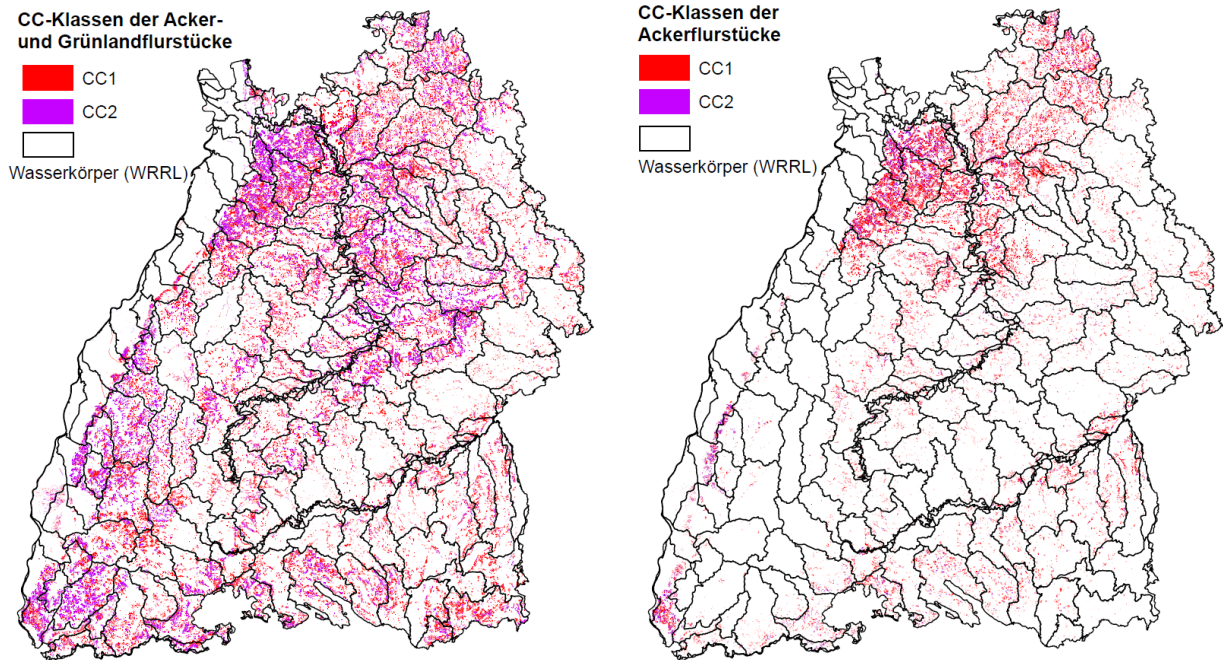 CC-Klassen der Acker-
und Grünlandflurstücke
CC1
CC2
Wasserkörper (WRRL)
CC-Klassen der
Ackerflurstücke
CC1
CC2
Wasserkörper (WRRL)